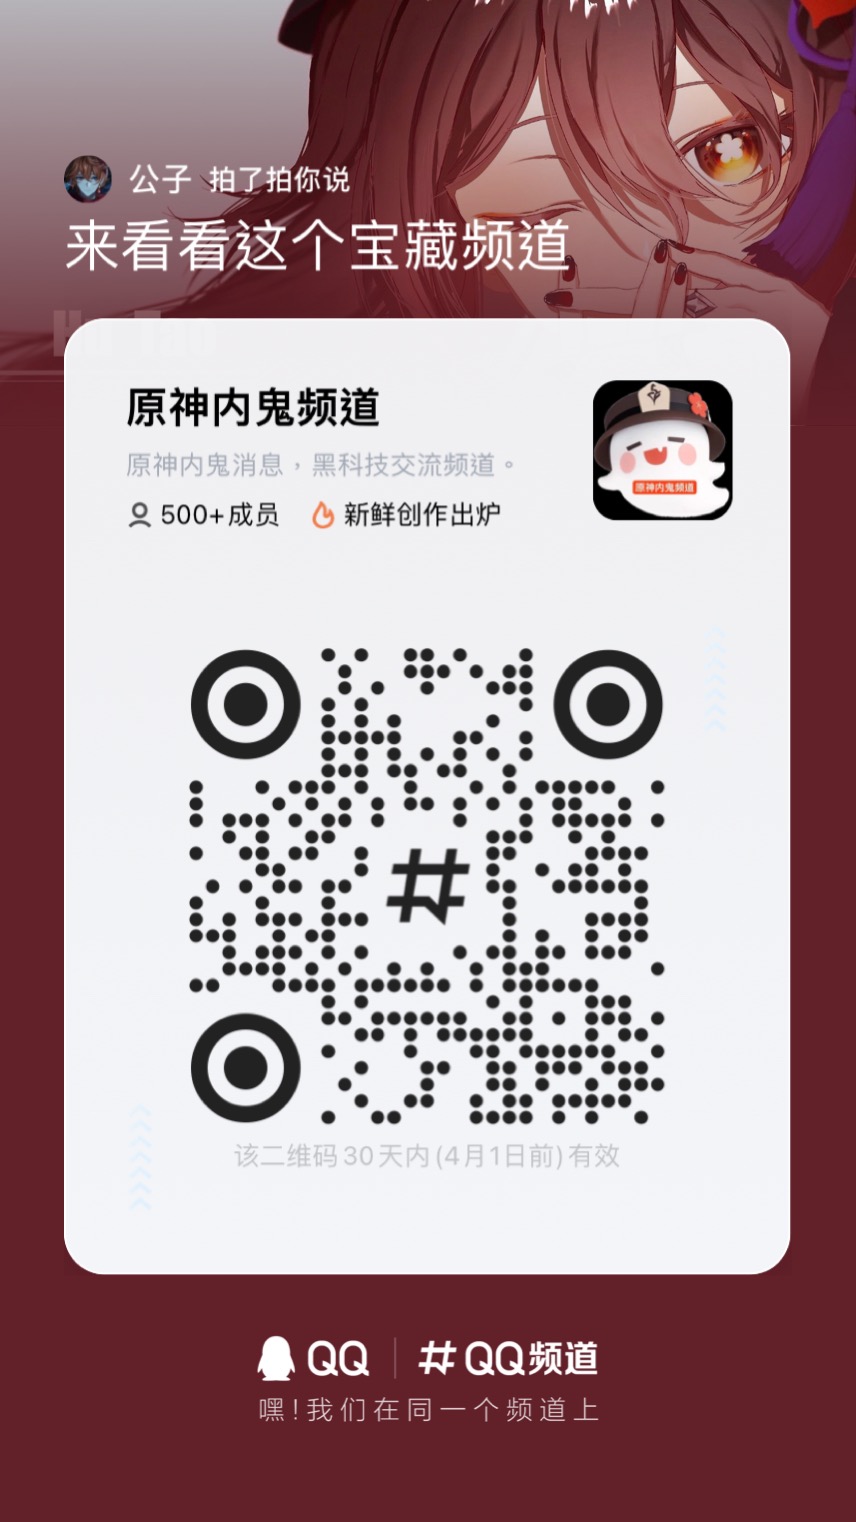 公子 拍了拍你说
来看看这个宝藏频道
Hu Tao
原神内鬼频道
原神内鬼消息，黑科技交流频道。
500+成员 新鲜创作出炉
原神内鬼频道
该二维码30天内(4月1日前)有效
QQ QQ频道
嘿!我们在同一个频道上